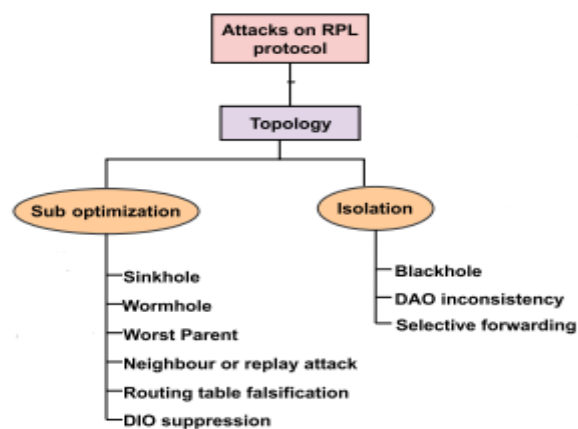 Attacks on RPL
protocol
Topology
Sub optimization
Isolation
Sinkhole
Wormhole
Worst Parent
Neighbour or replay attack
Routing table falsification
DIO suppression
Blackhole
DAO inconsistency
Selective forwarding